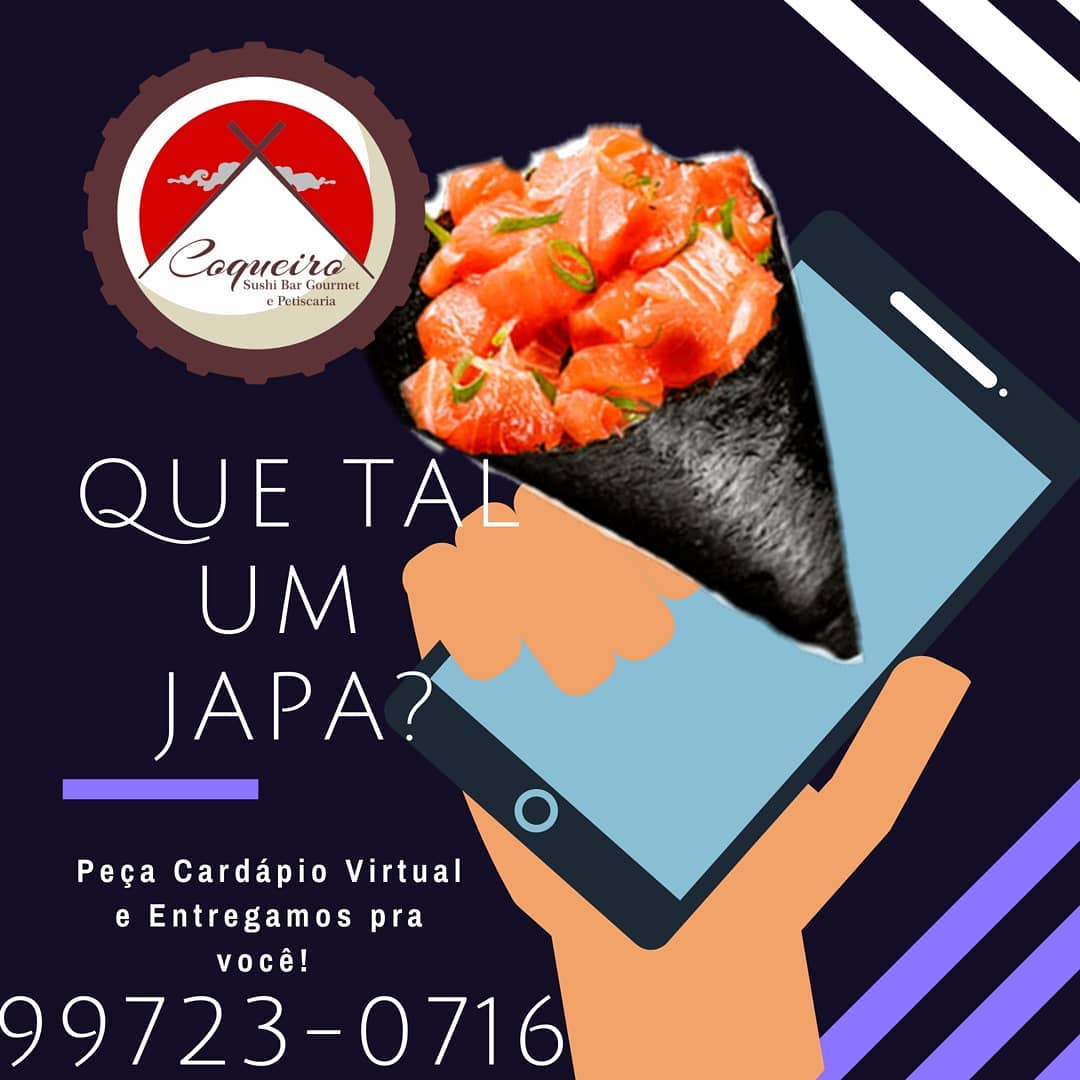 Coqueiro
Sushi Bar Gourmet
e Petiscaria
QUE TAL
UM
JAPA?
Peça Cardápio Virtual
e Entregamos pra
você!
99723-0716